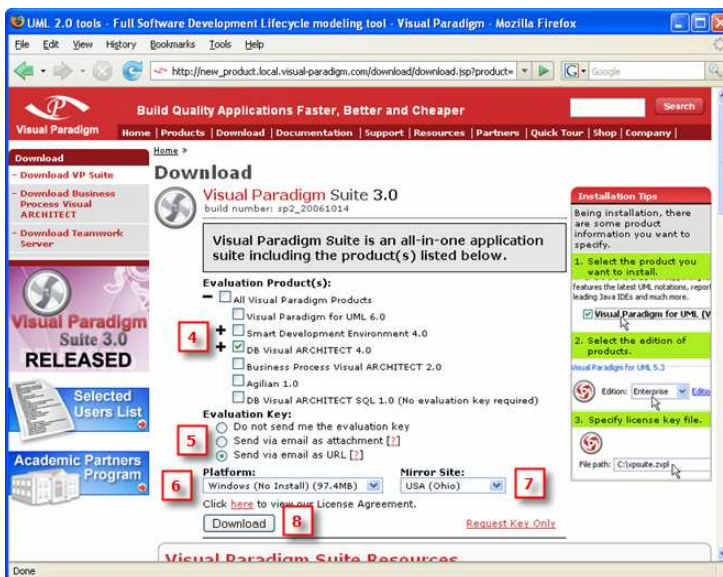 UML 2.0 tools - Full Software Development Lifecycle modeling tool - Visual Paradigm - Mozilla Firefox
File Edit View History Bookmarks Tools Help
http://new_product.local.visual-paradigm.com/download/download.jsp?product=
G Google
Visual Paradigm
Build Quality Applications Faster, Better and Cheaper
Search
Home | Products | Download | Documentation | Support | Resources | Partners | Quick Tour | Shop | Company |
Download
- Download VP Suite
- Download Business
Process Visual
ARCHITECT
- Download Teamwork
Server
Visual Paradigm
Suite 3.0
RELEASED
Selected
Users List
Academic Partners
Program
Home »
Download
Visual Paradigm Suite 3.0
build number: sp2_20061014
Visual Paradigm Suite is an all-in-one application
suite including the product(s) listed below.
Evaluation Product(s):
All Visual Paradigm Products
Visual Paradigm for UML 6.0
Smart Development Environment 4.0
4
DB Visual ARCHITECT 4.0
Business Process Visual ARCHITECT 2.0
Agilian 1.0
DB Visual ARCHITECT SQL 1.0 (No evaluation key required)
Evaluation Key:
Do not send me the evaluation key
5
Send via email as attachment [?]
Send via email as URL [?]
Platform:
Mirror Site:
6
Windows (No Install) (97.4MB)
USA (Ohio)
7
Click here to view our License Agreement.
Download
8
Request Key Only
Visual Paradigm Suite Resources
Installation Tips
Being installation, there
are some product
information you want to
specify.
1. Select the product you
want to install.
features the latest UML notations, report
leading Java IDEs and much more.
Visual Paradigm for UML (V
2. Select the edition of
products.
Visual Paradigm for UML 5.3
Edition: Enterprise Editio
3. Specify license key file.
File path: C:\vpsuite.zvpl
Done